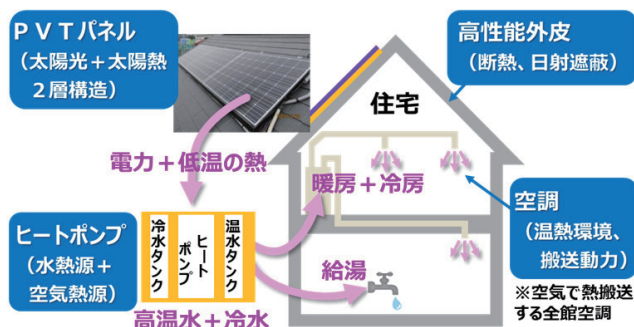 ＰＶＴパネル
（太陽光＋太陽熱
２層構造）
高性能外皮
（断熱、日射遮蔽）
住宅
電力＋低温の熱
暖房＋冷房
空調
（温熱環境、
搬送動力）
※空気で熱搬送
する全館空調
ヒートポンプ
（水熱源＋
空気熱源）
冷水タンク
ヒートポンプ
温水タンク
給湯
高温水＋冷水